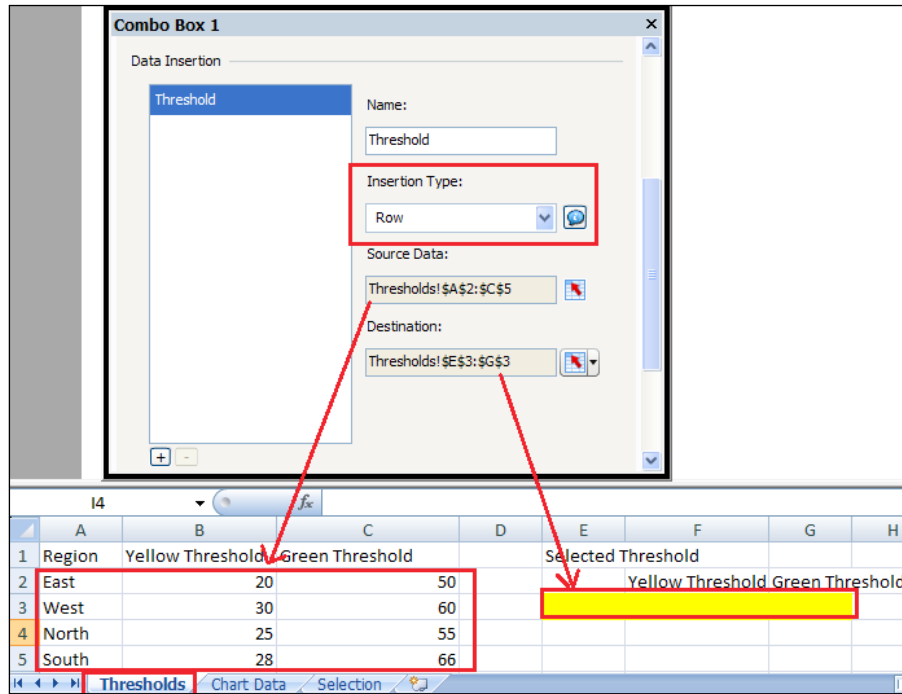 Combo Box 1
Data Insertion
Threshold
Name:
Threshold
Insertion Type:
Row
Source Data:
Thresholds!$A$2:$C$5
Destination:
Thresholds!$E$3:$G$3
+ -
I4 fx
A B C D E F G H
1 Region Yellow Threshold Green Threshold Selected Threshold
2 East 20 50 Yellow Threshold Green Threshold
3 West 30 60
4 North 25 55
5 South 28 66
Thresholds Chart Data Selection